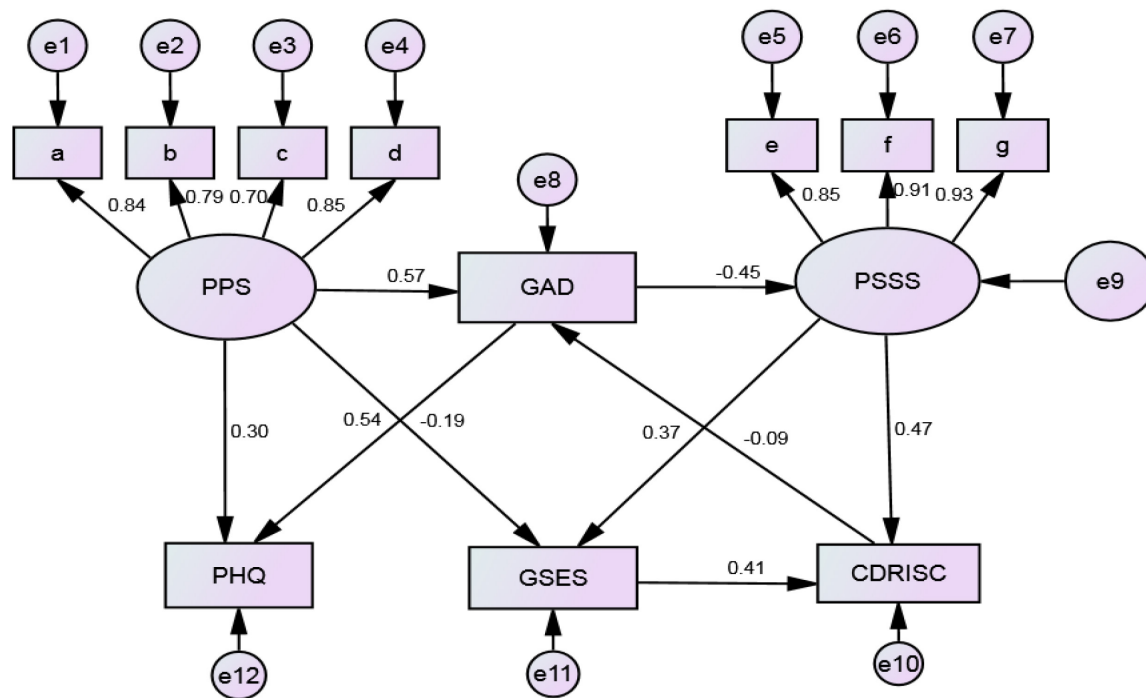 e1 e2 e3 e4 e5 e6 e7
a b c d e f g
0.84 0.79 0.70 0.85 0.85 0.91 0.93
e8
PPS 0.57 GAD -0.45 PSSS e9
0.30 0.54 -0.19 0.37 -0.09 0.47
PHQ GSES 0.41 CDRISC
e12 e11 e10